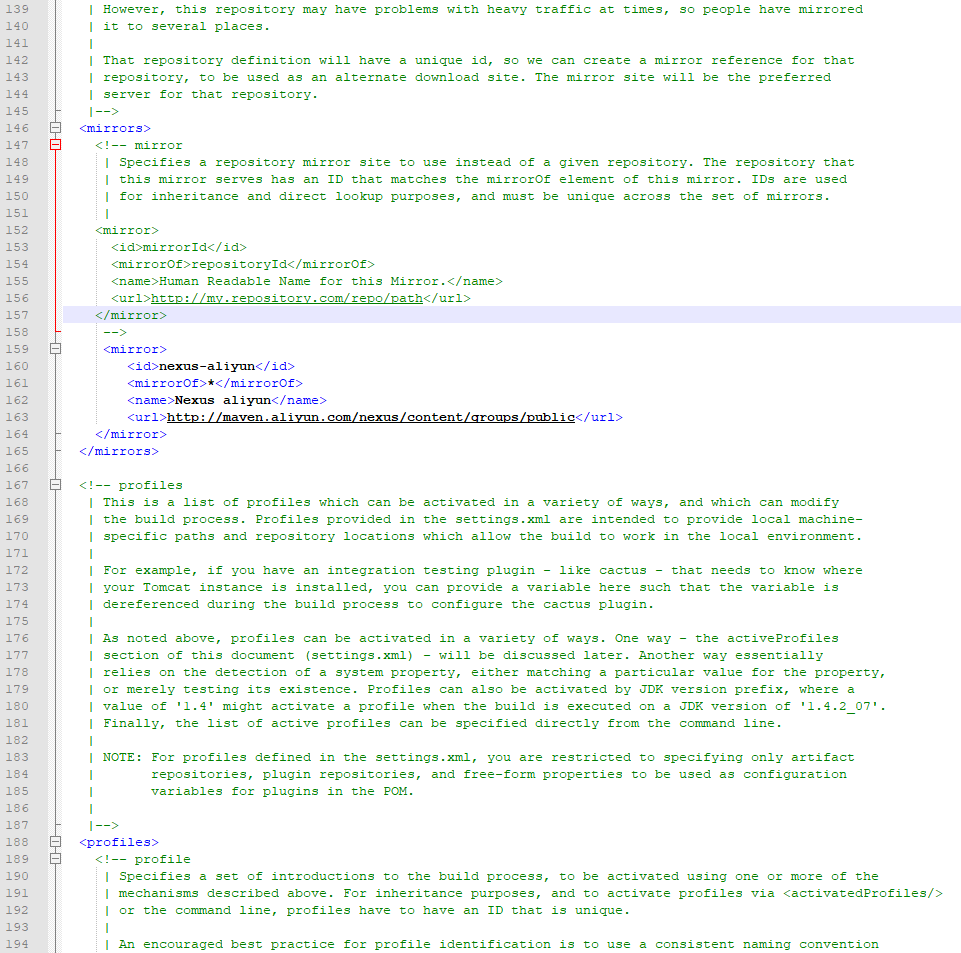 139 | However, this repository may have problems with heavy traffic at times, so people have mirrored
140 | it to several places.
141 |
142 | That repository definition will have a unique id, so we can create a mirror reference for that
143 | repository, to be used as an alternate download site. The mirror site will be the preferred
144 | server for that repository.
145 |-->
146 <mirrors>
147 <!-- mirror
148 | Specifies a repository mirror site to use instead of a given repository. The repository that
149 | this mirror serves has an ID that matches the mirrorOf element of this mirror. IDs are used
150 | for inheritance and direct lookup purposes, and must be unique across the set of mirrors.
151 |
152 <mirror>
153 <id>mirrorId</id>
154 <mirrorOf>repositoryId</mirrorOf>
155 <name>Human Readable Name for this Mirror.</name>
156 <url>http://my.repository.com/repo/path</url>
157 </mirror>
158 -->
159 <mirror>
160 <id>nexus-aliyun</id>
161 <mirrorOf>*</mirrorOf>
162 <name>Nexus aliyun</name>
163 <url>http://maven.aliyun.com/nexus/content/groups/public</url>
164 </mirror>
165 </mirrors>
166
167 <!-- profiles
168 | This is a list of profiles which can be activated in a variety of ways, and which can modify
169 | the build process. Profiles provided in the settings.xml are intended to provide local machine-
170 | specific paths and repository locations which allow the build to work in the local environment.
171 |
172 | For example, if you have an integration testing plugin - like cactus - that needs to know where
173 | your Tomcat instance is installed, you can provide a variable here such that the variable is
174 | dereferenced during the build process to configure the cactus plugin.
175 |
176 | As noted above, profiles can be activated in a variety of ways. One way - the activeProfiles
177 | section of this document (settings.xml) - will be discussed later. Another way essentially
178 | relies on the detection of a system property, either matching a particular value for the property,
179 | or merely testing its existence. Profiles can also be activated by JDK version prefix, where a
180 | value of '1.4' might activate a profile when the build is executed on a JDK version of '1.4.2_07'.
181 | Finally, the list of active profiles can be specified directly from the command line.
182 |
183 | NOTE: For profiles defined in the settings.xml, you are restricted to specifying only artifact
184 | repositories, plugin repositories, and free-form properties to be used as configuration
185 | variables for plugins in the POM.
186 |
187 |-->
188 <profiles>
189 <!-- profile
190 | Specifies a set of introductions to the build process, to be activated using one or more of the
191 | mechanisms described above. For inheritance purposes, and to activate profiles via <activatedProfiles/>
192 | or the command line, profiles have to have an ID that is unique.
193 |
194 | An encouraged best practice for profile identification is to use a consistent naming convention